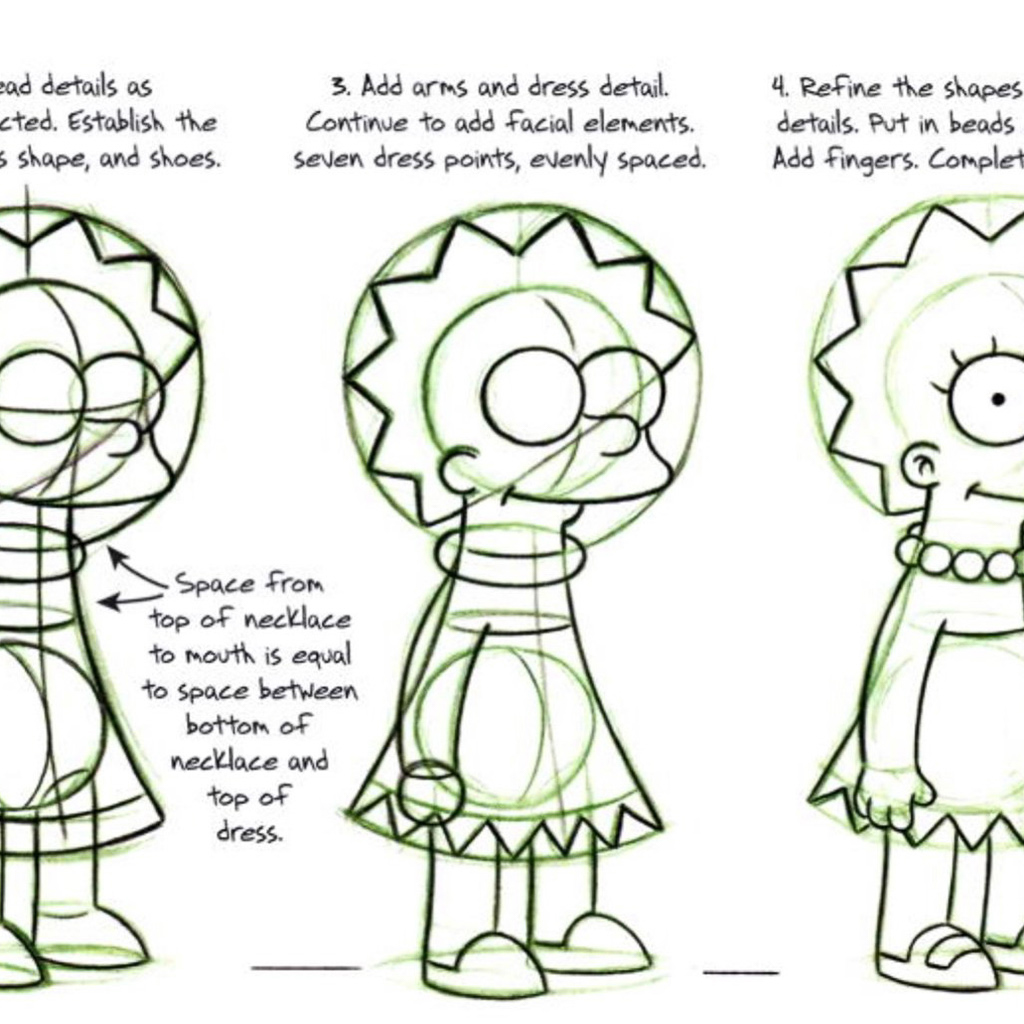 ead details as
cted. Establish the
s shape, and shoes.
3. Add arms and dress detail.
Continue to add facial elements.
seven dress points, evenly spaced.
4. Refine the shapes
details. Put in beads
Add fingers. Complet
Space from
top of necklace
to mouth is equal
to space between
bottom of
necklace and
top of
dress.